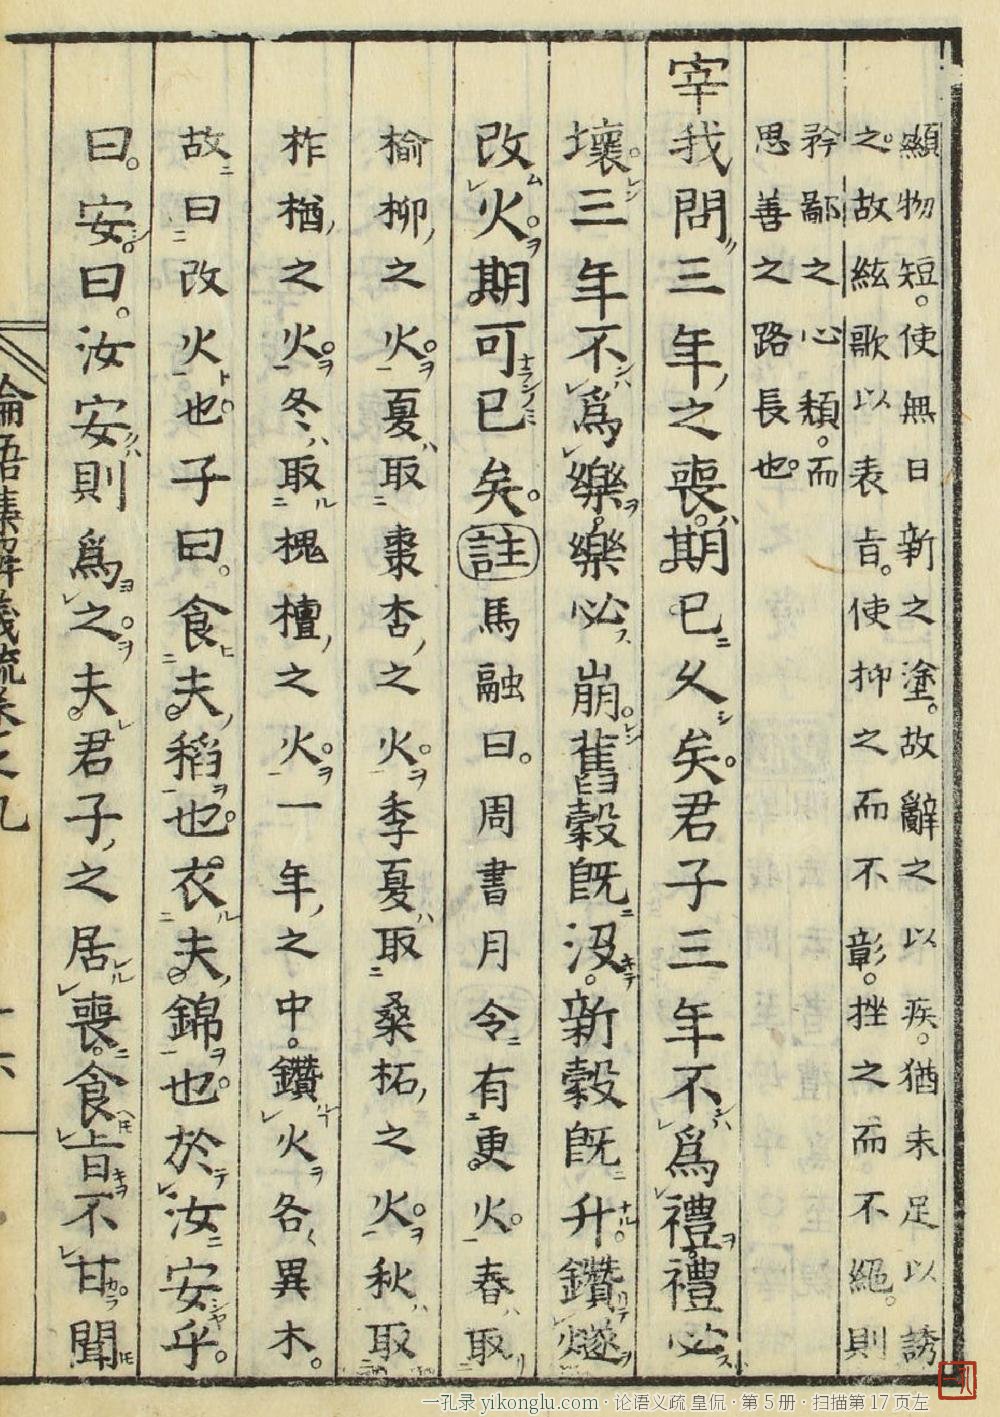 顯物短。使無日新之塗。故辭之以疾。猶未足以誘
之。故絃歌以表旨。使抑之而不彰。挫之而不絕。則
矜鄙之心頹。而
思善之路長也。
宰我問三年之喪。期已久矣。君子三年不爲禮。禮必
壞。三年不爲樂。樂必崩。舊穀既沒。新穀既升。鑽燧
改火。期可已矣。註馬融曰。周書月令有更火。春取
榆柳之火。夏取棗杏之火。季夏取桑柘之火。秋取
柞楢之火。冬取槐檀之火。一年之中。鑽火各異木。
故曰改火也。子曰。食夫稻也。衣夫錦也。於汝安乎。
曰。安。曰。汝安則爲之。夫君子之居喪。食旨不甘。聞
論語集解義疏卷之九
一孔录 yikonglu.com · 论语义疏 皇侃 · 第 5 册 · 扫描第 17 页左